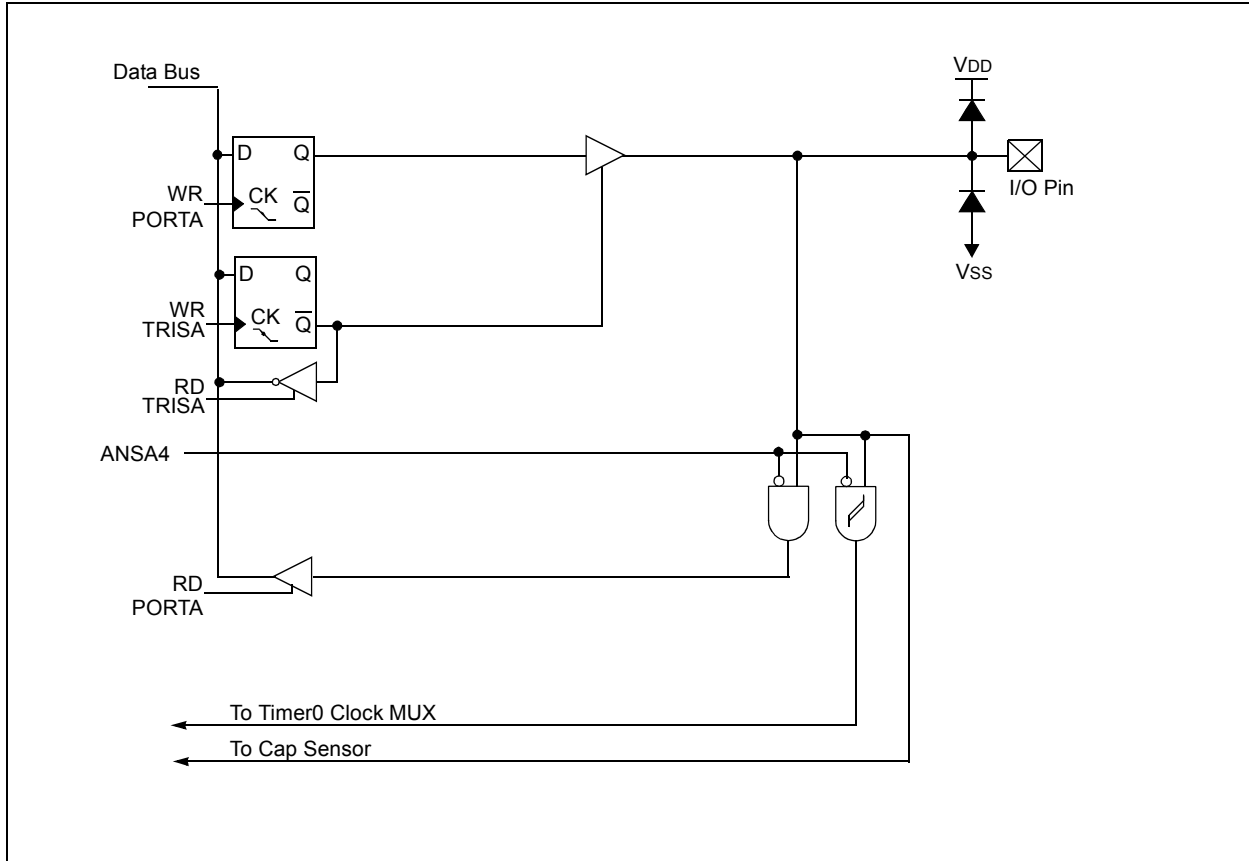 Data Bus
VDD
D Q
WR
PORTA
CK Q
I/O Pin
D Q
VSS
WR
TRISA
CK Q
RD
TRISA
ANSA4
RD
PORTA
To Timer0 Clock MUX
To Cap Sensor